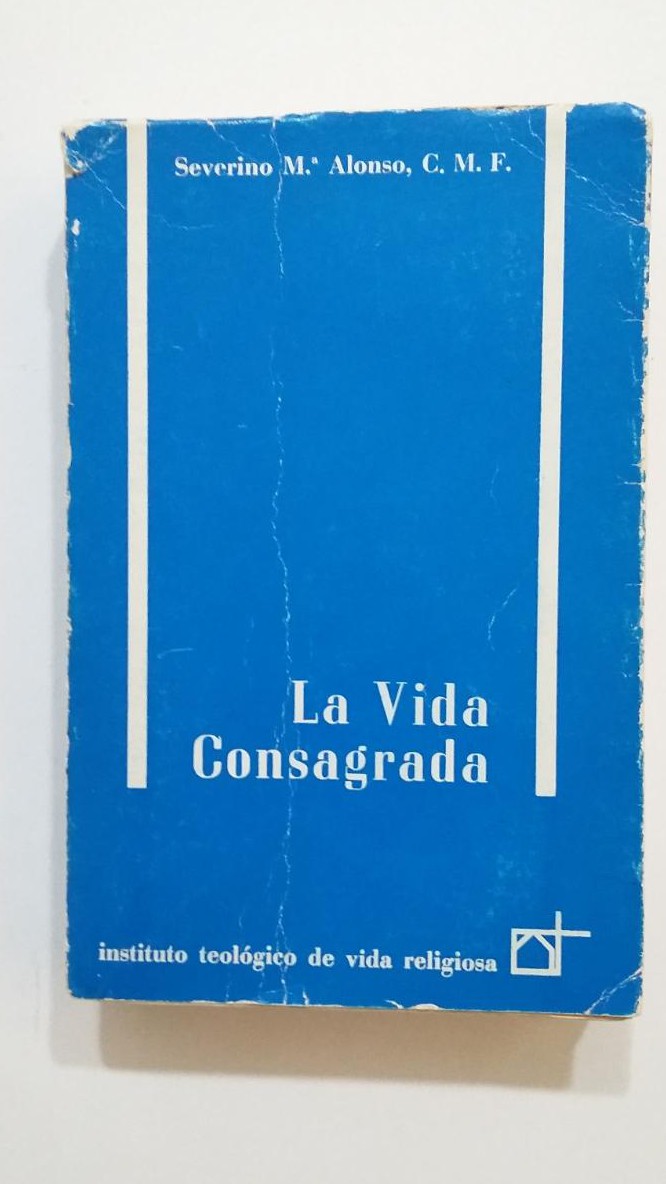 Severino M.ª Alonso, C. M. F.
La Vida
Consagrada
instituto teológico de vida religiosa